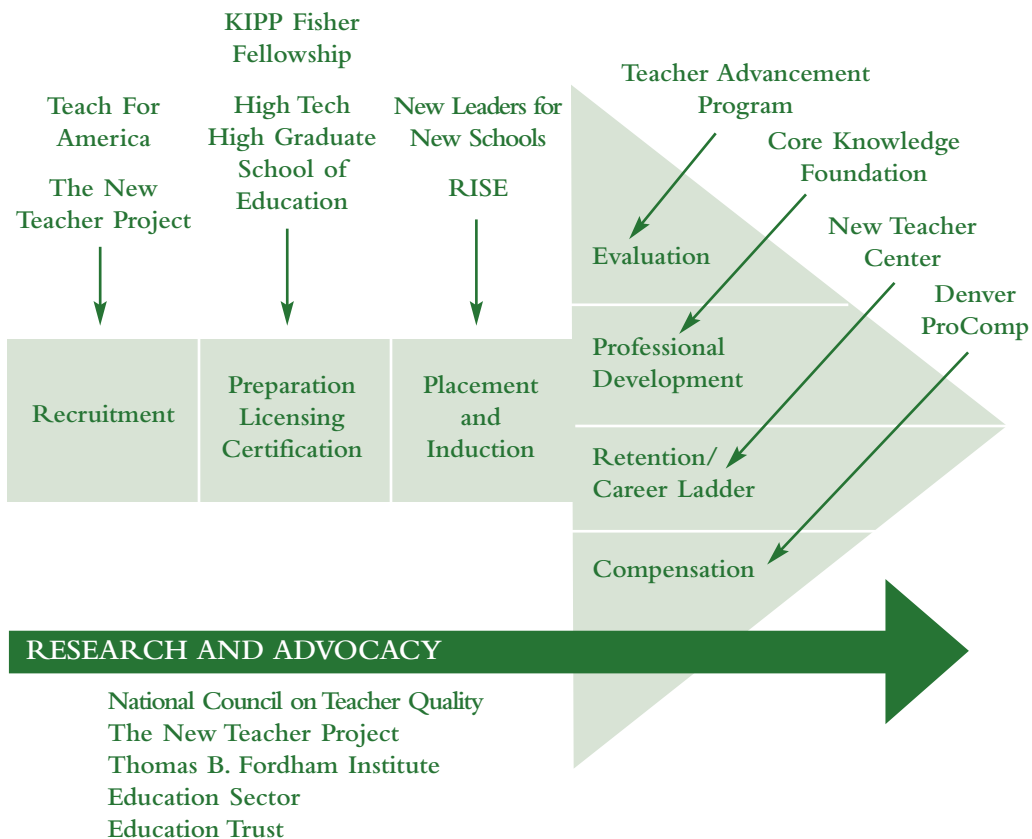 KIPP Fisher
Fellowship
Teach For
America
High Tech
High Graduate
School of
Education
New Leaders for
New Schools
The New
Teacher Project
RISE
Teacher Advancement
Program
Core Knowledge
Foundation
New Teacher
Center
Denver
ProComp
Recruitment
Preparation
Licensing
Certification
Placement
and
Induction
Evaluation
Professional
Development
Retention/
Career Ladder
Compensation
RESEARCH AND ADVOCACY
National Council on Teacher Quality
The New Teacher Project
Thomas B. Fordham Institute
Education Sector
Education Trust